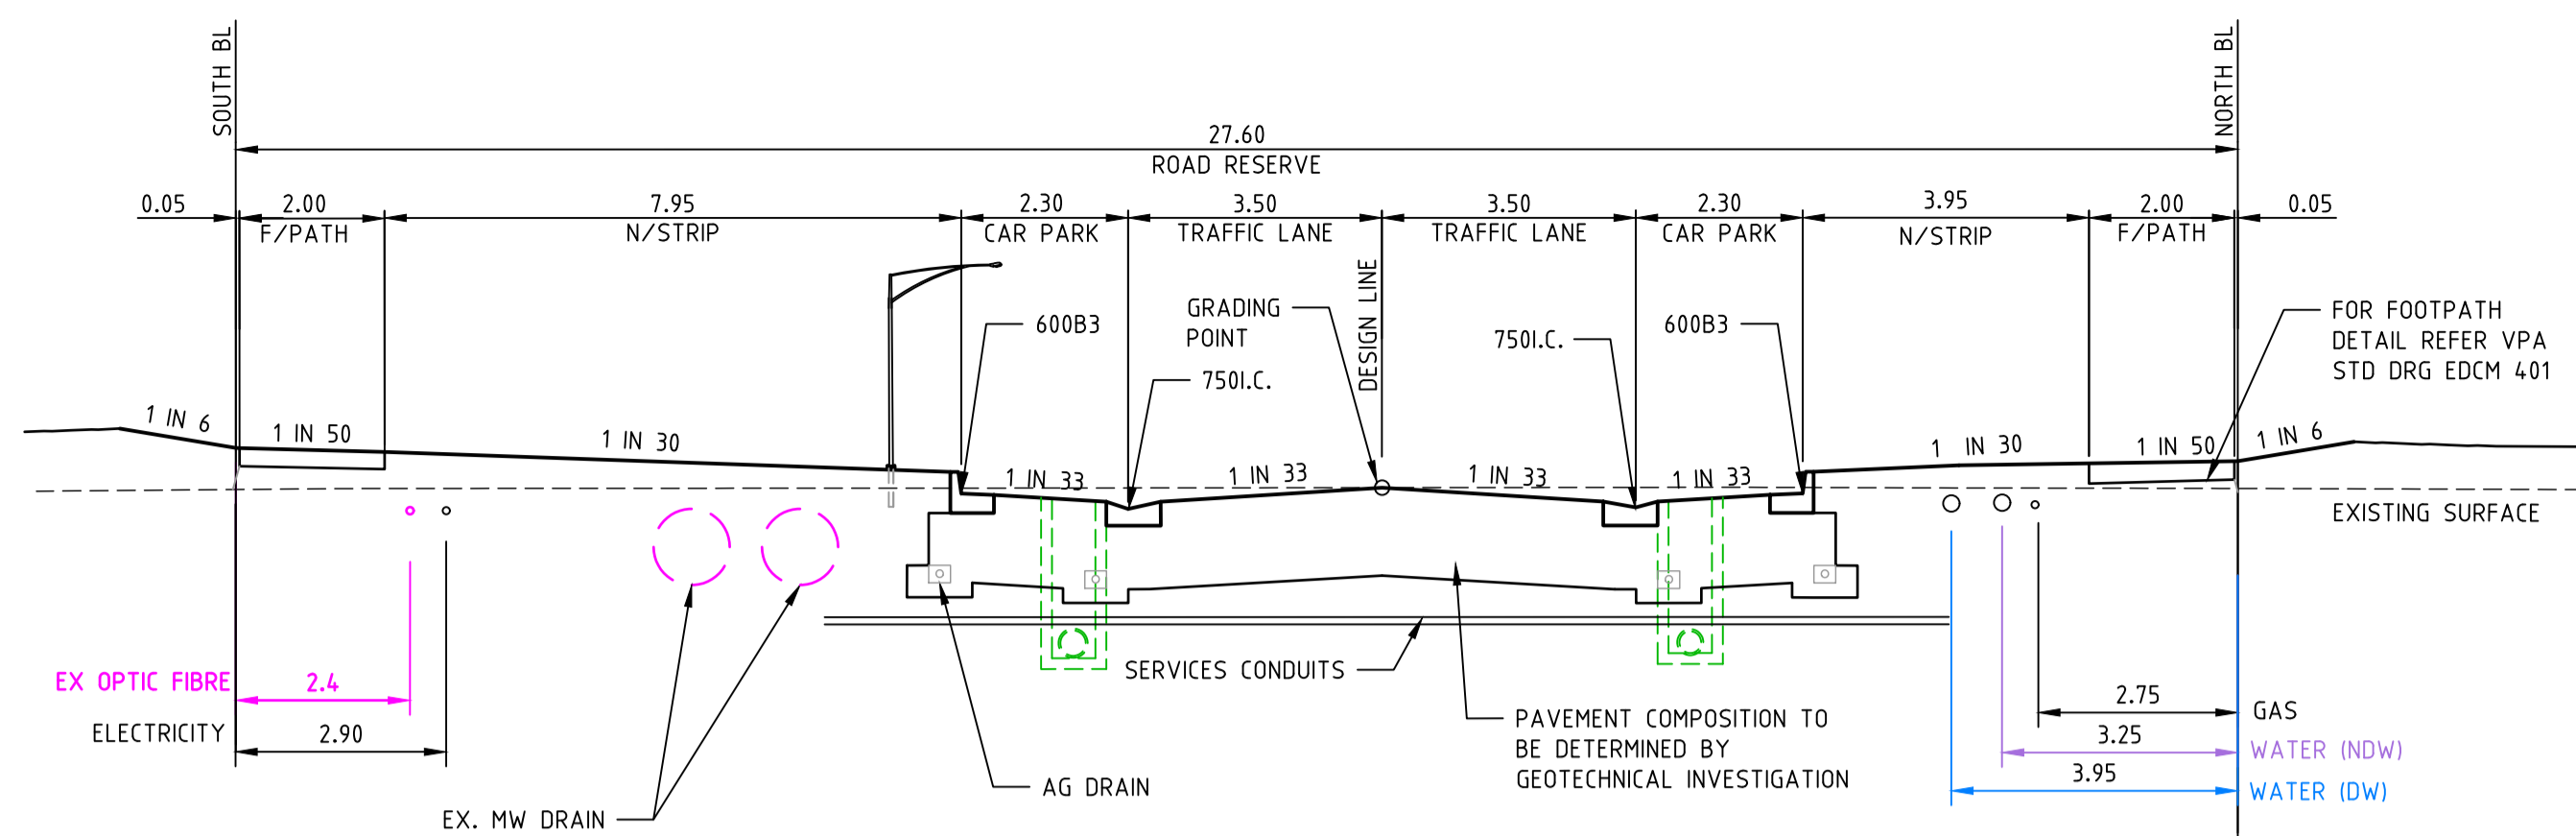 SOUTH BL
NORTH BL
27.60
ROAD RESERVE
0.05
2.00
7.95
2.30
3.50
3.50
2.30
3.95
2.00
0.05
F/PATH
N/STRIP
CAR PARK
TRAFFIC LANE
TRAFFIC LANE
CAR PARK
N/STRIP
F/PATH
DESIGN LINE
GRADING
POINT
600B3
750I.C.
750I.C.
600B3
FOR FOOTPATH
DETAIL REFER VPA
STD DRG EDCM 401
1 IN 6
1 IN 50
1 IN 30
1 IN 33
1 IN 33
1 IN 33
1 IN 33
1 IN 30
1 IN 50
1 IN 6
EXISTING SURFACE
SERVICES CONDUITS
EX OPTIC FIBRE
2.4
ELECTRICITY
2.90
EX. MW DRAIN
AG DRAIN
PAVEMENT COMPOSITION TO
BE DETERMINED BY
GEOTECHNICAL INVESTIGATION
2.75
GAS
3.25
WATER (NDW)
3.95
WATER (DW)